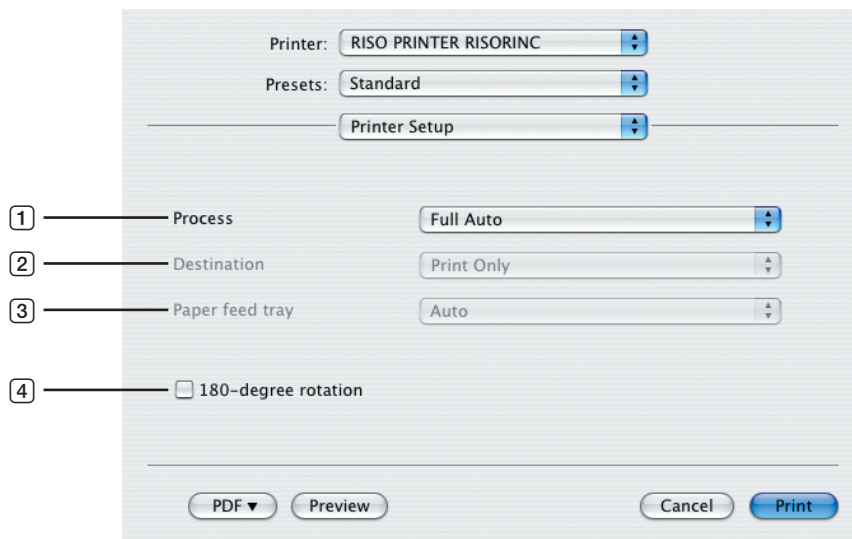 Printer: RISO PRINTER RISORINC
Presets: Standard
Printer Setup
1 Process Full Auto
2 Destination Print Only
3 Paper feed tray Auto
4 180-degree rotation
PDF▼ Preview Cancel Print